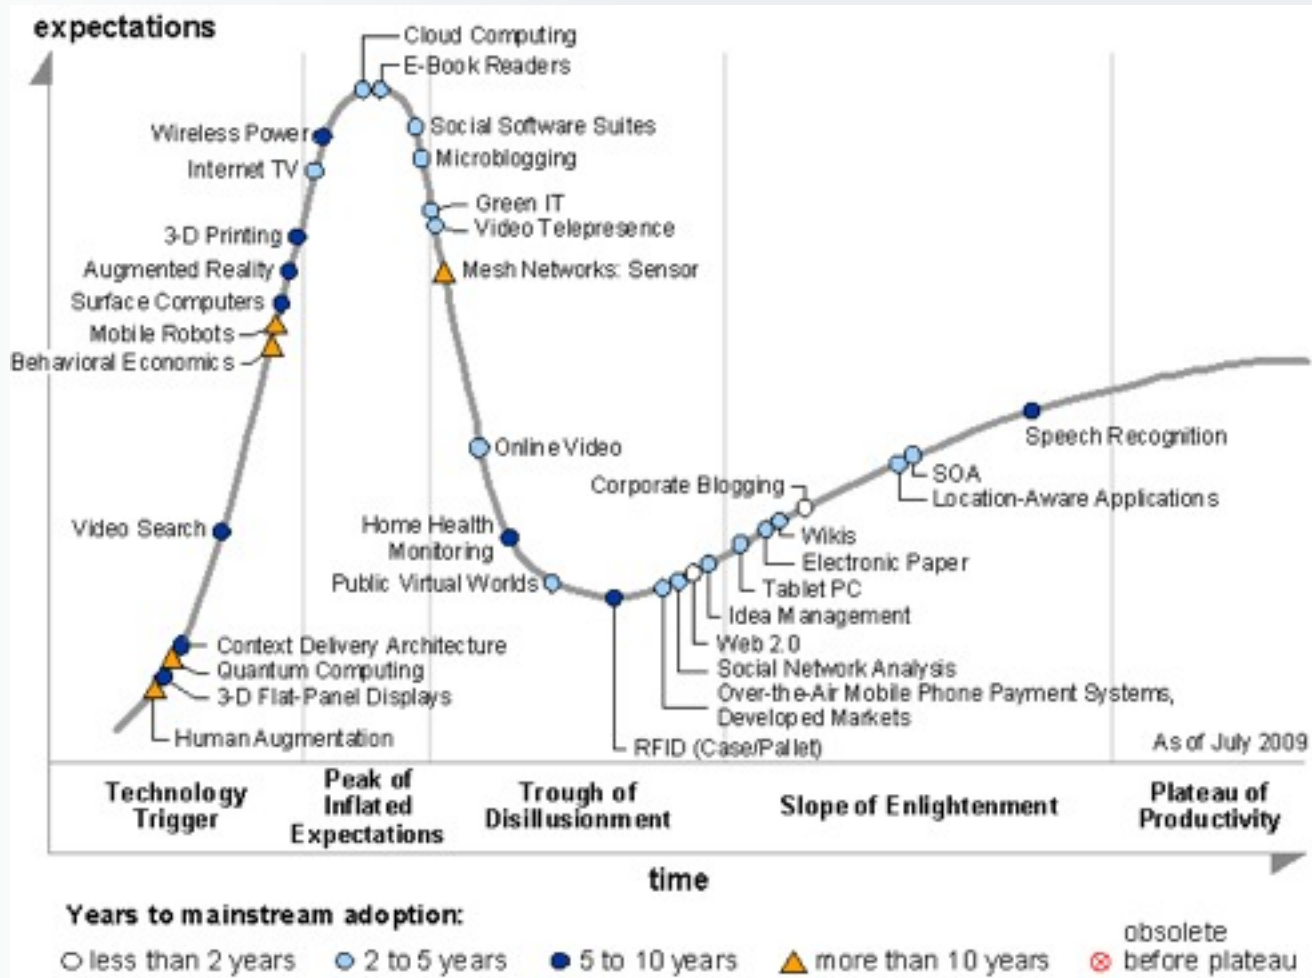 expectations
Cloud Computing
E-Book Readers
Social Software Suites
Wireless Power
Microblogging
Internet TV
Green IT
Video Telepresence
3-D Printing
Augmented Reality
Mesh Networks: Sensor
Surface Computers
Mobile Robots
Behavioral Economics
Speech Recognition
Online Video
SOA
Corporate Blogging
Location-Aware Applications
Video Search
Home Health
Monitoring
Wikis
Electronic Paper
Public Virtual Worlds
Tablet PC
Idea Management
Context Delivery Architecture
Web 2.0
Quantum Computing
Social Network Analysis
3-D Flat-Panel Displays
Over-the-Air Mobile Phone Payment Systems,
Developed Markets
Human Augmentation
RFID (Case/Pallet)
As of July 2009
Technology
Trigger
Peak of
Inflated
Expectations
Trough of
Disillusionment
Slope of Enlightenment
Plateau of
Productivity
time
Years to mainstream adoption:
less than 2 years
2 to 5 years
5 to 10 years
more than 10 years
obsolete
before plateau